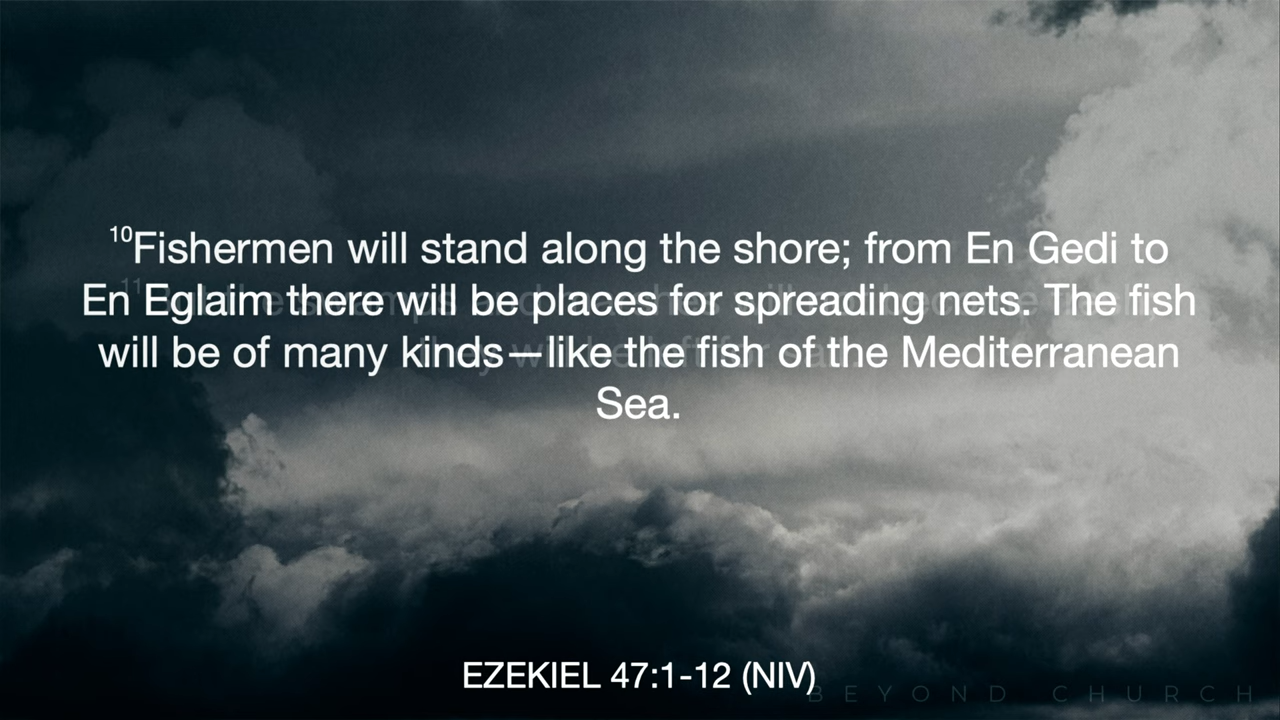 ¹⁰Fishermen will stand along the shore; from En Gedi to
En Eglaim there will be places for spreading nets. The fish
will be of many kinds—like the fish of the Mediterranean
Sea.
EZEKIEL 47:1-12 (NIV)
BEYOND CHURCH